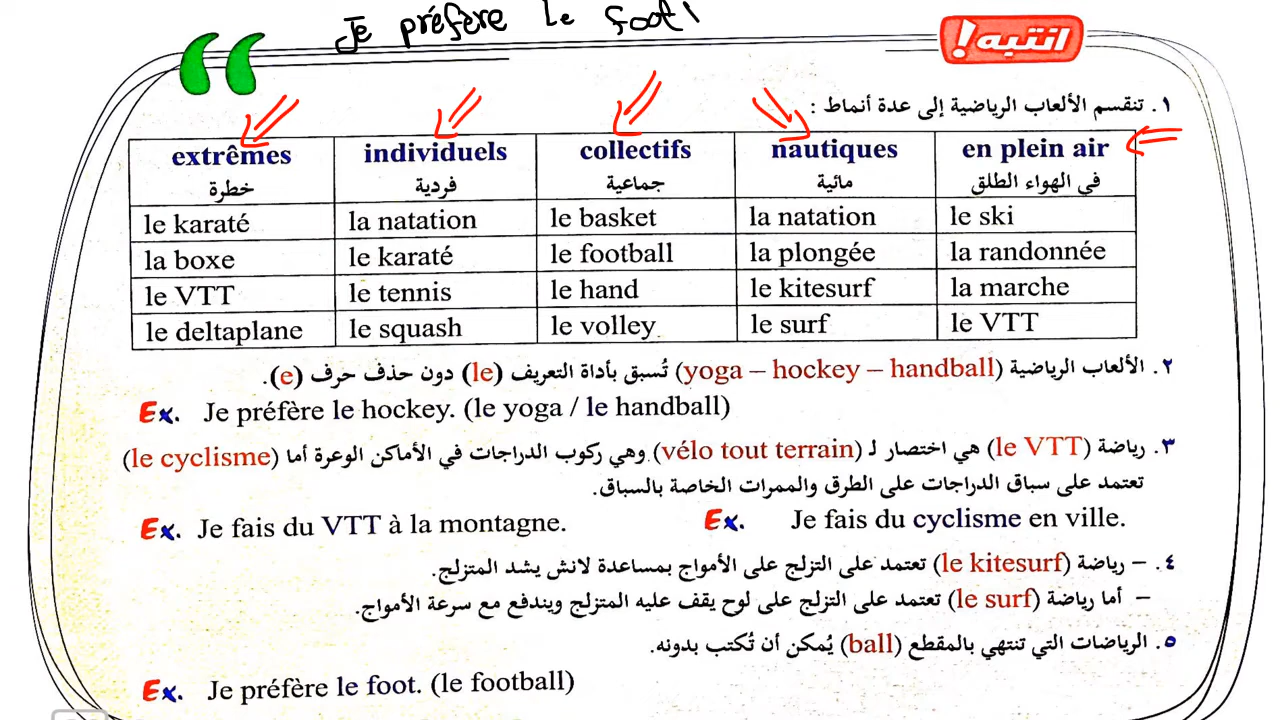 Je préfère le foot
انتبه!
١. تنقسم الألعاب الرياضية إلى عدة أنماط :
extrêmes individuels collectifs nautiques en plein air
خطرة فردية جماعية مائية في الهواء الطلق
le karaté la natation le basket la natation le ski
la boxe le karaté le football la plongée la randonnée
le VTT le tennis le hand le kitesurf la marche
le deltaplane le squash le volley le surf le VTT
٢. الألعاب الرياضية (yoga – hockey – handball) تُسبق بأداة التعريف (le) دون حذف حرف (e).
Ex. Je préfère le hockey. (le yoga / le handball)
٣. رياضة (le VTT) هي اختصار لـ (vélo tout terrain) وهي ركوب الدراجات في الأماكن الوعرة أما (le cyclisme)
تعتمد على سباق الدراجات على الطرق والممرات الخاصة بالسباق.
Ex. Je fais du VTT à la montagne. Ex. Je fais du cyclisme en ville.
٤. – رياضة (le kitesurf) تعتمد على التزلج على الأمواج بمساعدة لانش يشد المتزلج.
– أما رياضة (le surf) تعتمد على التزلج على لوح يقف عليه المتزلج ويندفع مع سرعة الأمواج.
٥. الرياضات التي تنتهي بالمقطع (ball) يُمكن أن تُكتب بدونه.
Ex. Je préfère le foot. (le football)